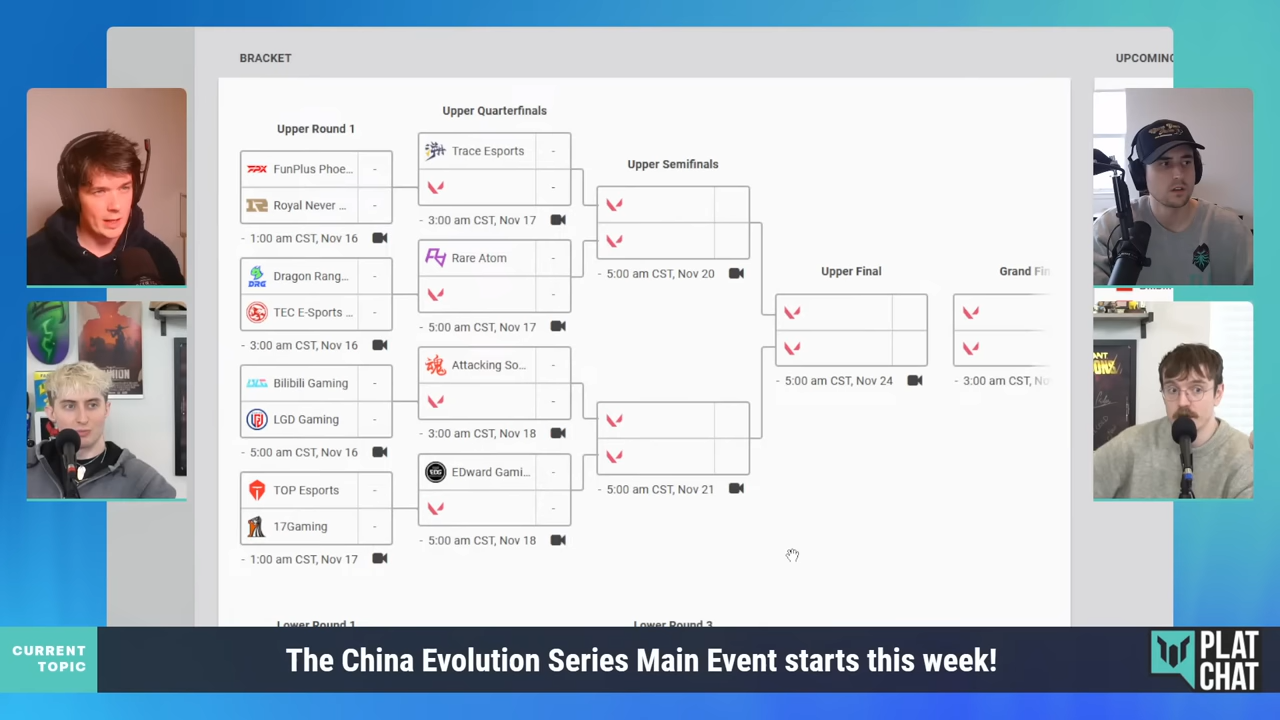 BRACKET
UPCOMING
Upper Round 1
FunPlus Phoe... -
Royal Never ... -
- 1:00 am CST, Nov 16
Dragon Rang... -
TEC E-Sports ... -
- 3:00 am CST, Nov 16
Bilibili Gaming -
LGD Gaming -
- 5:00 am CST, Nov 16
TOP Esports -
17Gaming -
- 1:00 am CST, Nov 17
Upper Quarterfinals
Trace Esports -
-
- 3:00 am CST, Nov 17
Rare Atom -
-
- 5:00 am CST, Nov 17
Attacking So... -
-
- 3:00 am CST, Nov 18
EDward Gami... -
-
- 5:00 am CST, Nov 18
Upper Semifinals
- 5:00 am CST, Nov 20
- 5:00 am CST, Nov 21
Upper Final
- 5:00 am CST, Nov 24
Grand Fin
- 3:00 am CST, No
Lower Round 1
Lower Round 3
CURRENT
TOPIC
The China Evolution Series Main Event starts this week!
PLAT
CHAT